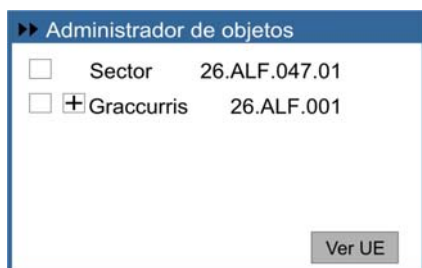 Administrador de objetos
Sector 26.ALF.047.01
Graccurris 26.ALF.001
Ver UE